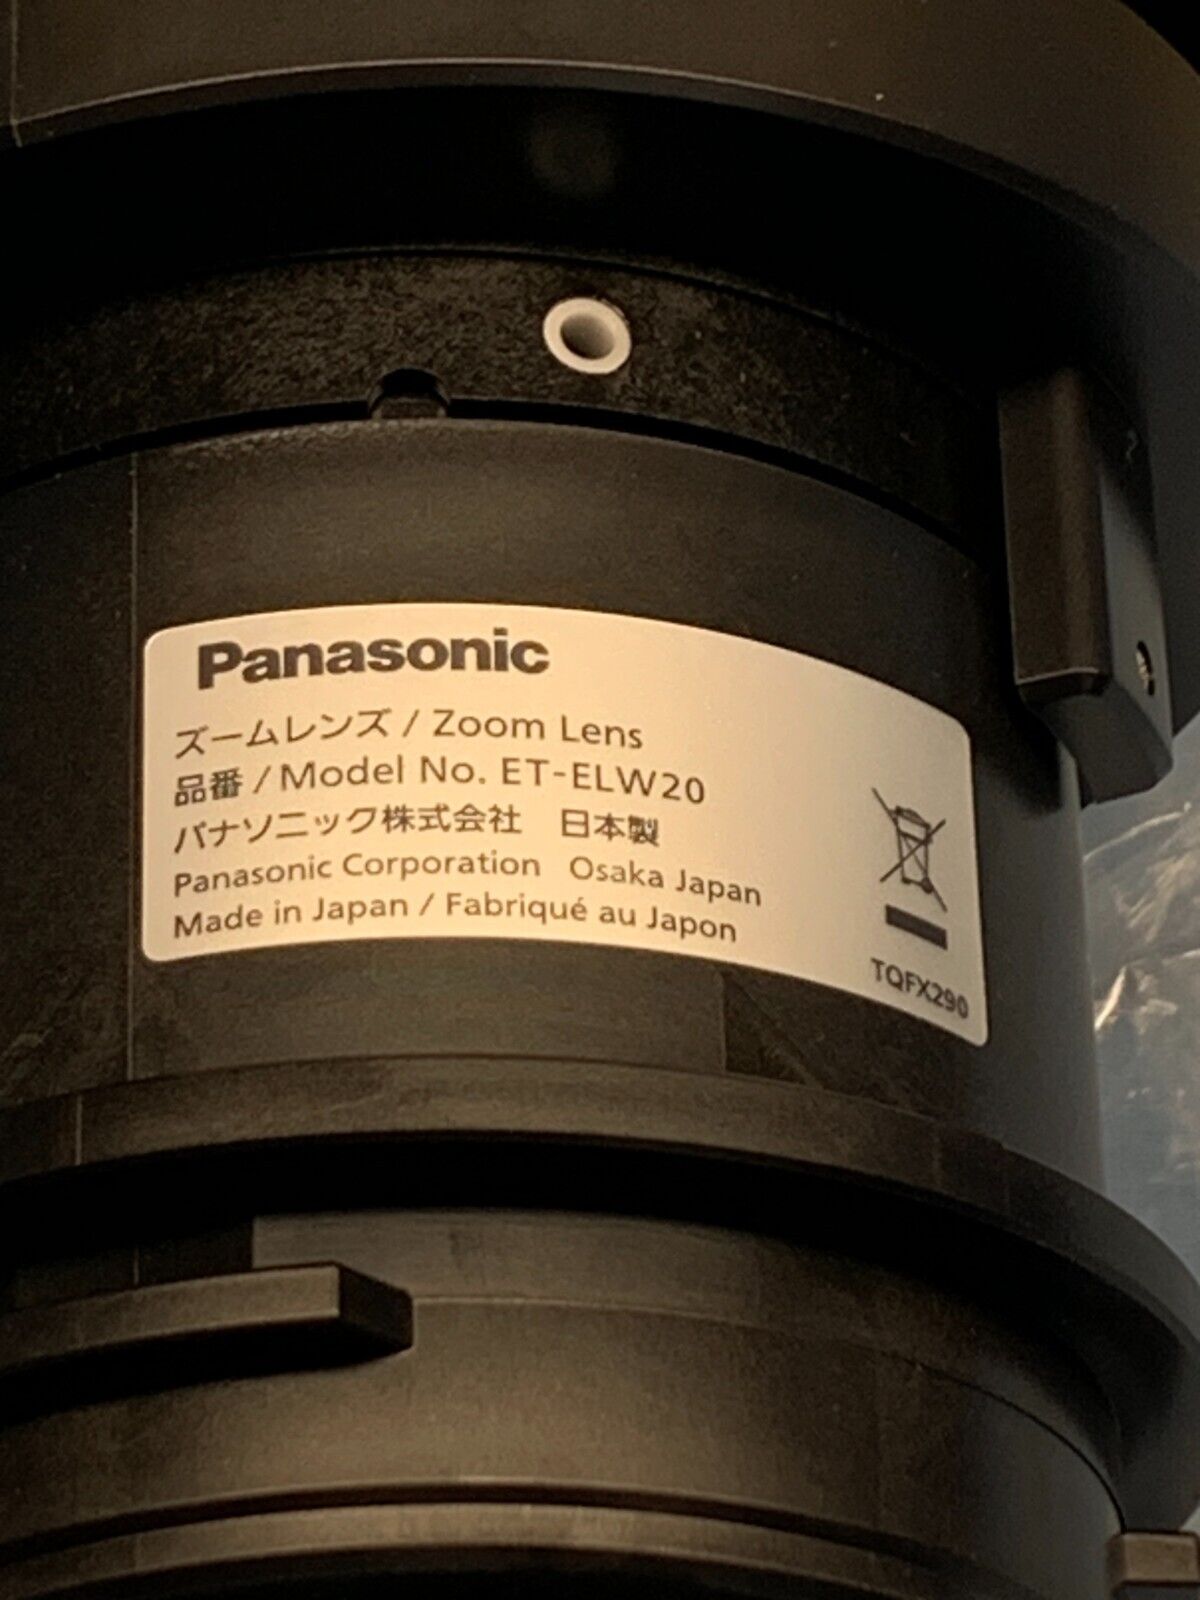 Panasonic
ズームレンズ / Zoom Lens
品番 / Model No. ET-ELW20
パナソニック株式会社　日本製
Panasonic Corporation Osaka Japan
Made in Japan / Fabriqué au Japon
TQFX290